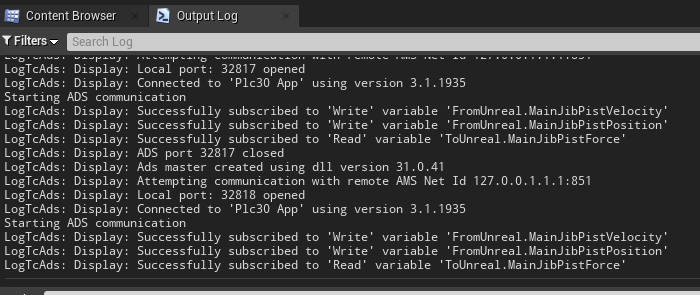 Content Browser
Output Log
Filters
Search Log
LogTcAds: Display: Attempting communication with remote AMS Net Id 127.0.0.1.1.1:851
LogTcAds: Display: Local port: 32817 opened
LogTcAds: Display: Connected to 'Plc30 App' using version 3.1.1935
Starting ADS communication
LogTcAds: Display: Successfully subscribed to 'Write' variable 'FromUnreal.MainJibPistVelocity'
LogTcAds: Display: Successfully subscribed to 'Write' variable 'FromUnreal.MainJibPistPosition'
LogTcAds: Display: Successfully subscribed to 'Read' variable 'ToUnreal.MainJibPistForce'
LogTcAds: Display: ADS port 32817 closed
LogTcAds: Display: Ads master created using dll version 31.0.41
LogTcAds: Display: Attempting communication with remote AMS Net Id 127.0.0.1.1.1:851
LogTcAds: Display: Local port: 32818 opened
LogTcAds: Display: Connected to 'Plc30 App' using version 3.1.1935
Starting ADS communication
LogTcAds: Display: Successfully subscribed to 'Write' variable 'FromUnreal.MainJibPistVelocity'
LogTcAds: Display: Successfully subscribed to 'Write' variable 'FromUnreal.MainJibPistPosition'
LogTcAds: Display: Successfully subscribed to 'Read' variable 'ToUnreal.MainJibPistForce'